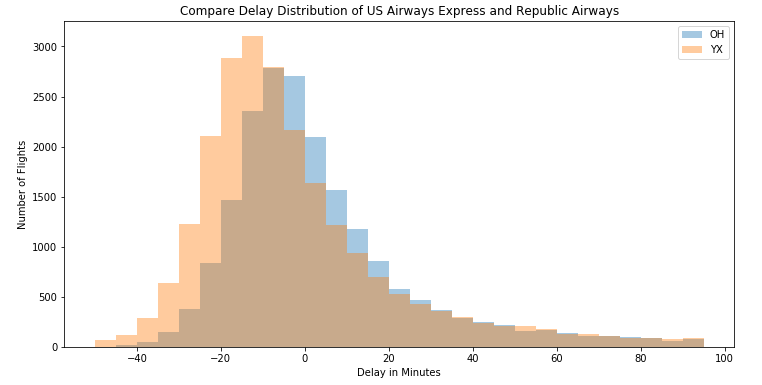 Compare Delay Distribution of US Airways Express and Republic Airways
OH
YX
3000
2500
2000
1500
1000
500
0
Number of Flights
−40 −20 0 20 40 60 80 100
Delay in Minutes